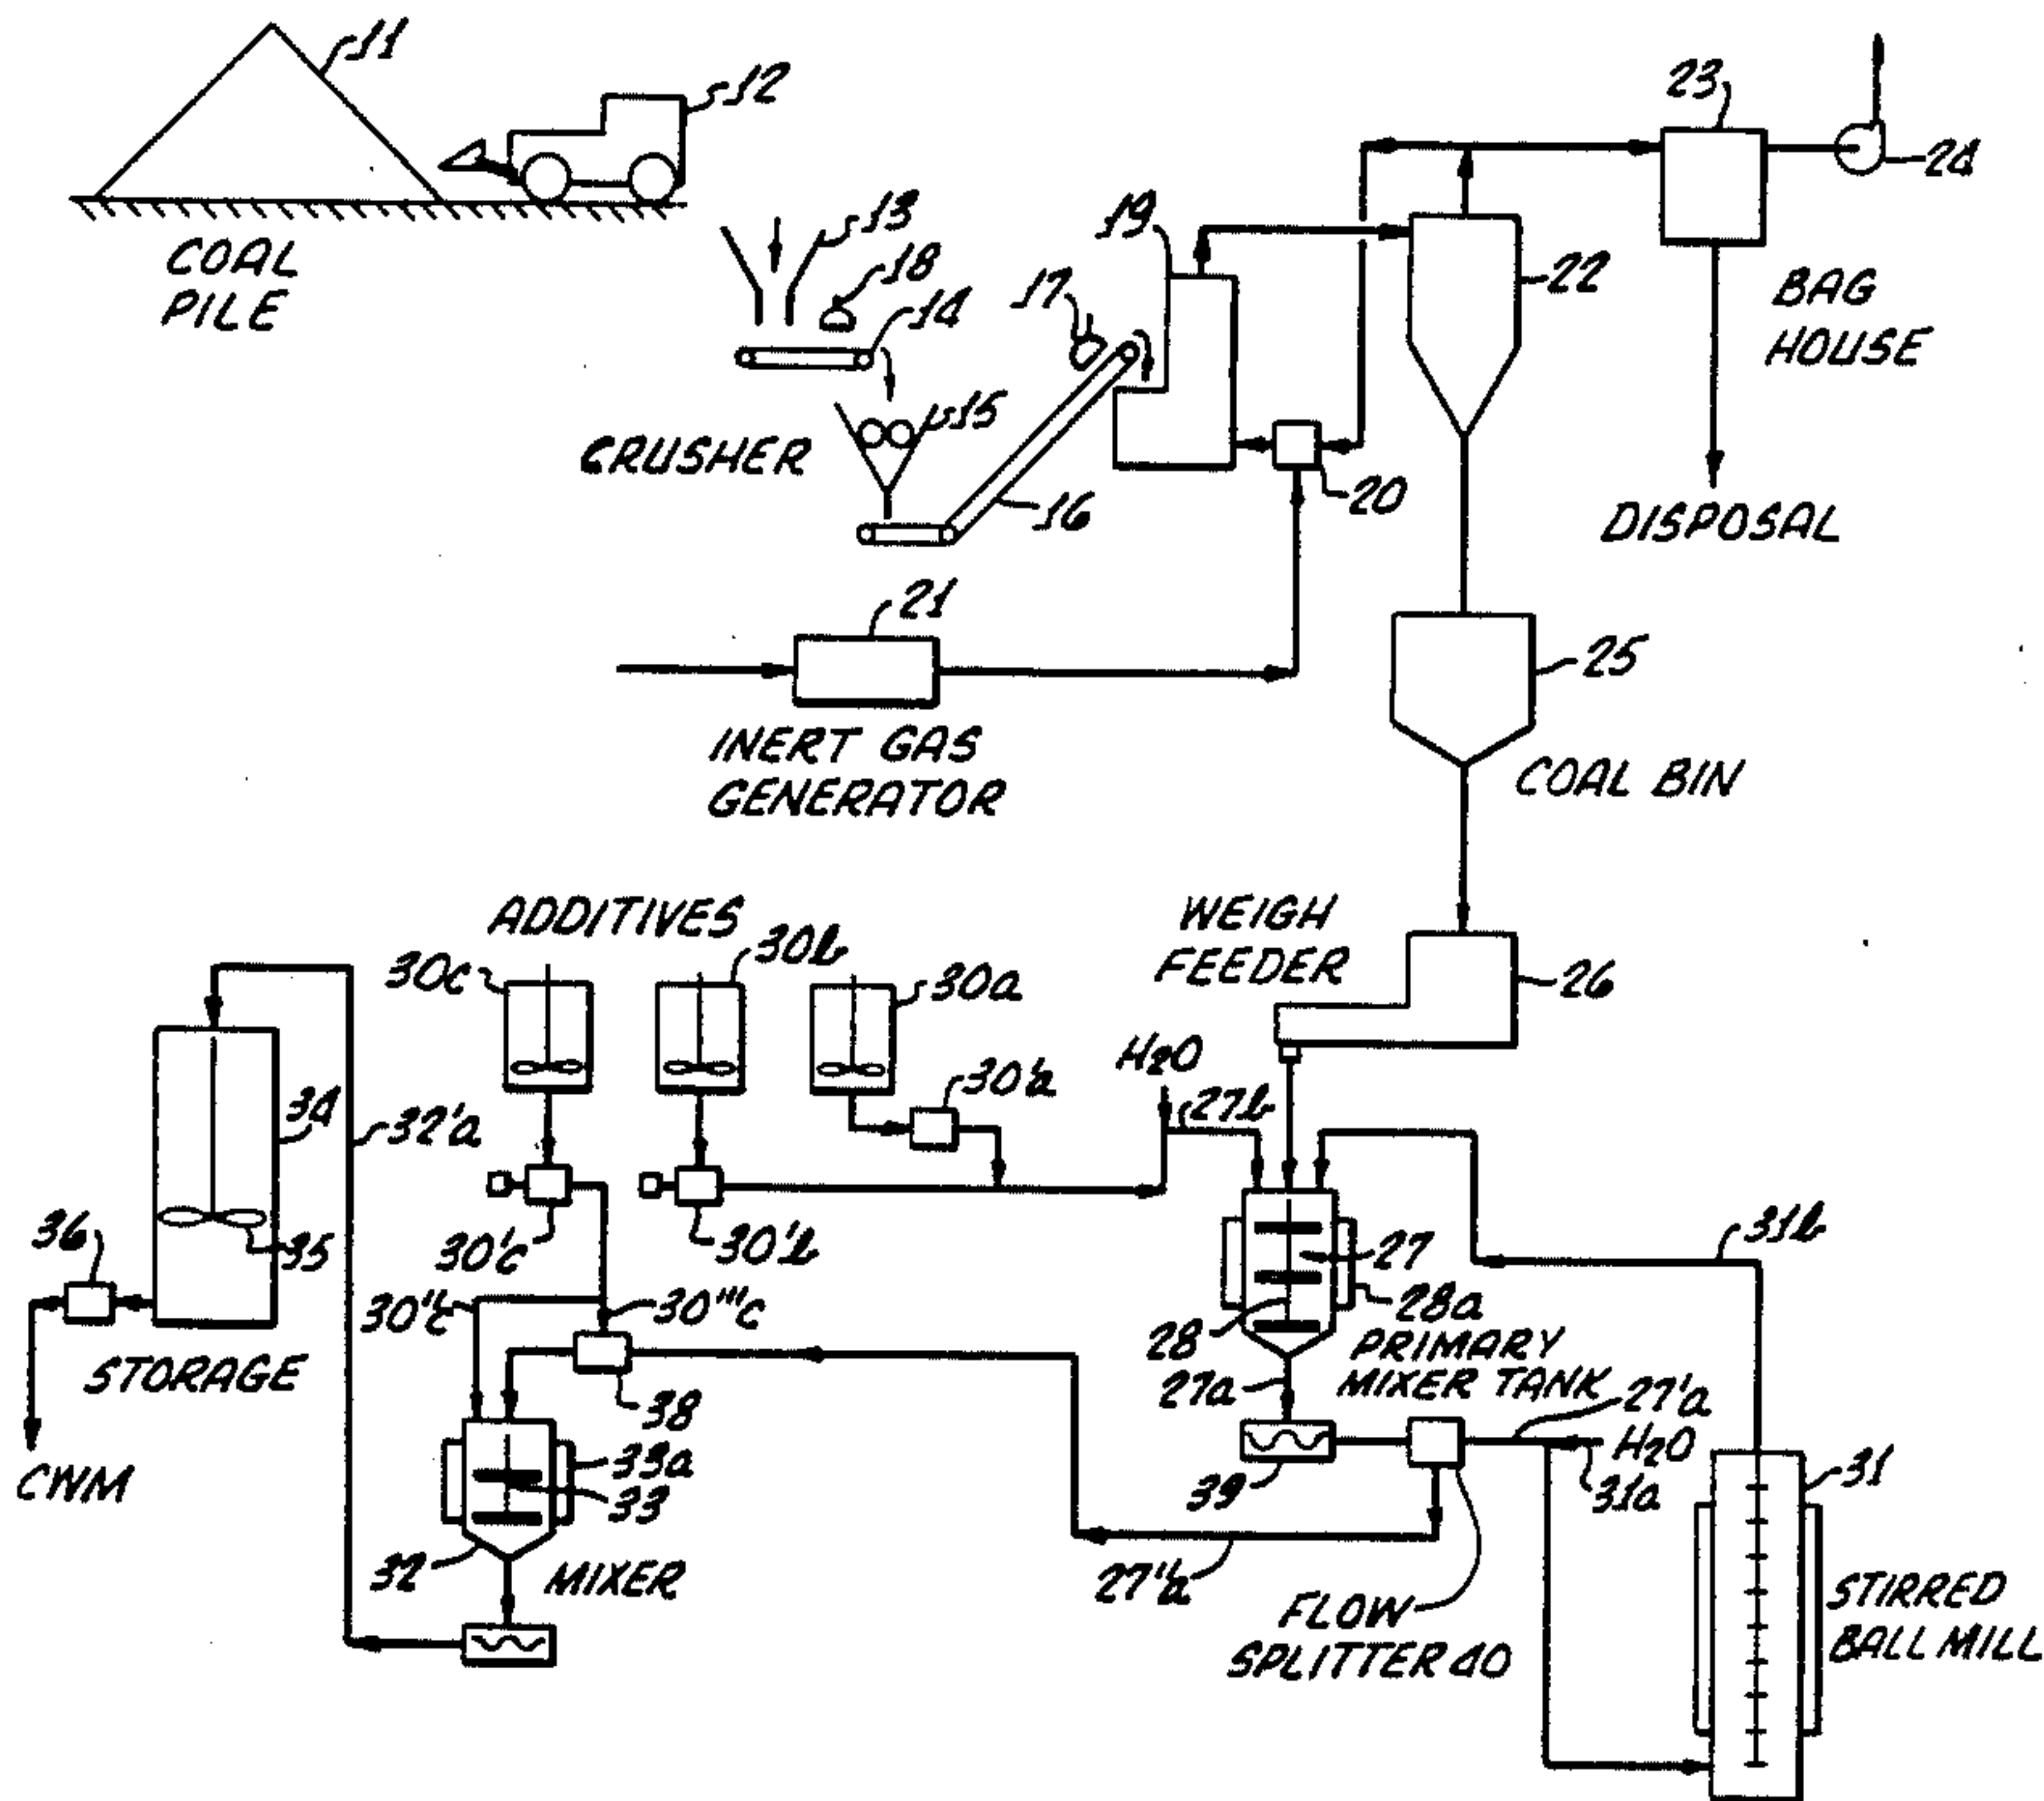 11
12
COAL
PILE
13
18
14
CRUSHER
15
16
17
19
20
22
23
24
BAG
HOUSE
DISPOSAL
21
INERT GAS
GENERATOR
25
COAL BIN
ADDITIVES
30c
30b
30a
30'a
WEIGH
FEEDER
26
H2O
27b
34
32'a
35
36
30'c
30'b
30"c
30'''c
STORAGE
CWM
38
33a
33
32
MIXER
27
28a
28
PRIMARY
MIXER TANK
27a
27'a
H2O
31a
39
27"a
FLOW
SPLITTER 40
31b
31
STIRRED
BALL MILL